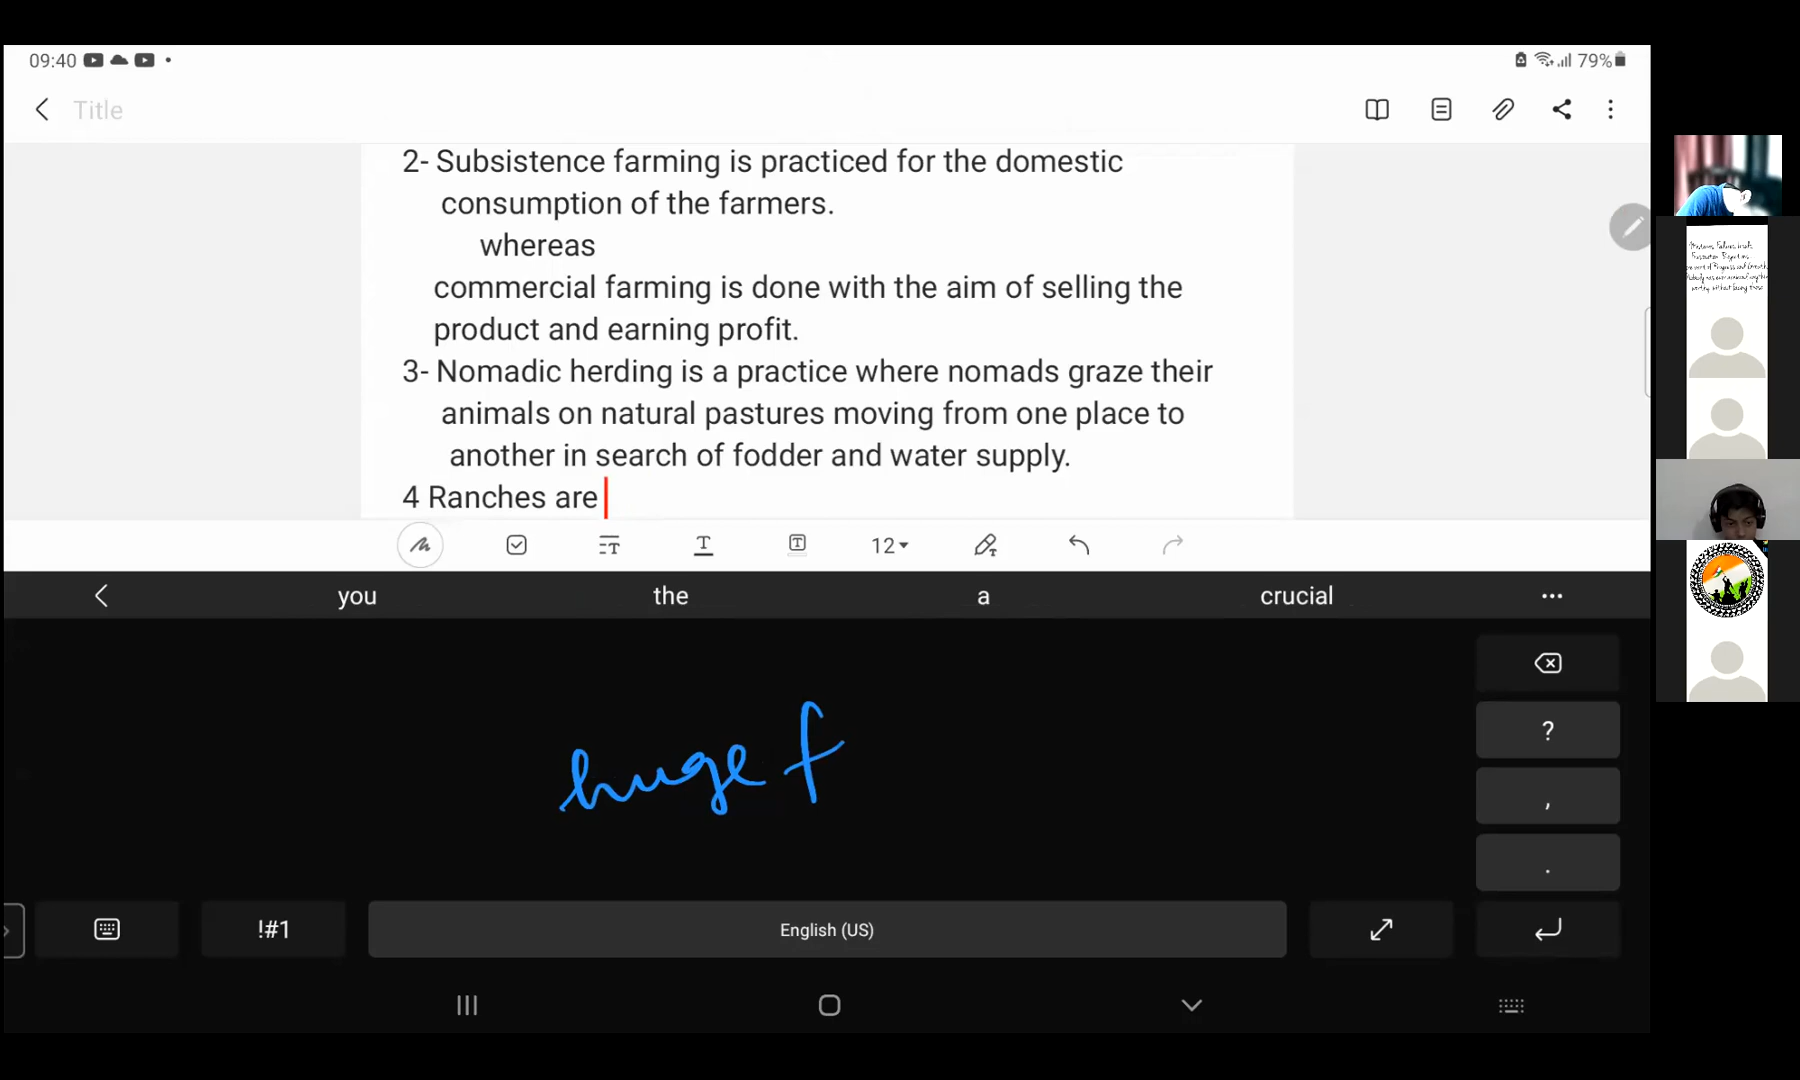 09:40
79%
Title
2- Subsistence farming is practiced for the domestic
consumption of the farmers.
whereas
commercial farming is done with the aim of selling the
product and earning profit.
3- Nomadic herding is a practice where nomads graze their
animals on natural pastures moving from one place to
another in search of fodder and water supply.
4 Ranches are
12
you the a crucial
huge f
?
,
.
!#1
English (US)